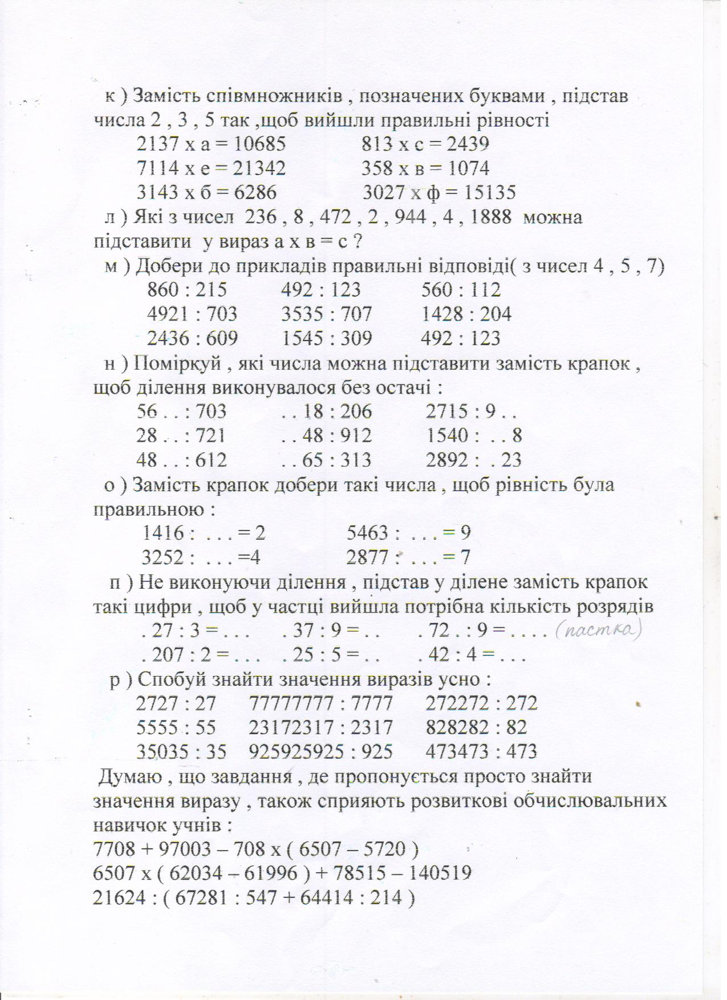 к ) Замість співмножників , позначених буквами , підстав
числа 2 , 3 , 5 так ,щоб вийшли правильні рівності
2137 х а = 10685 813 х с = 2439
7114 х е = 21342 358 х в = 1074
3143 х б = 6286 3027 х ф = 15135
л ) Які з чисел 236 , 8 , 472 , 2 , 944 , 4 , 1888 можна
підставити у вираз а х в = с ?
м ) Добери до прикладів правильні відповіді( з чисел 4 , 5 , 7)
860 : 215 492 : 123 560 : 112
4921 : 703 3535 : 707 1428 : 204
2436 : 609 1545 : 309 492 : 123
н ) Поміркуй , які числа можна підставити замість крапок ,
щоб ділення виконувалося без остачі :
56 . . : 703 . . 18 : 206 2715 : 9 . .
28 . . : 721 . . 48 : 912 1540 : . . 8
48 . . : 612 . . 65 : 313 2892 : . 23
о ) Замість крапок добери такі числа , щоб рівність була
правильною :
1416 : . . . = 2 5463 : . . . = 9
3252 : . . . =4 2877 : . . . = 7
п ) Не виконуючи ділення , підстав у ділене замість крапок
такі цифри , щоб у частці вийшла потрібна кількість розрядів
. 27 : 3 = . . . . 37 : 9 = . . . 72 . : 9 = . . . . (пастка)
. 207 : 2 = . . . . 25 : 5 = . . . 42 : 4 = . . .
р ) Спобуй знайти значення виразів усно :
2727 : 27 77777777 : 7777 272272 : 272
5555 : 55 23172317 : 2317 828282 : 82
35035 : 35 925925925 : 925 473473 : 473
Думаю , що завдання , де пропонується просто знайти
значення виразу , також сприяють розвиткові обчислювальних
навичок учнів :
7708 + 97003 – 708 х ( 6507 – 5720 )
6507 х ( 62034 – 61996 ) + 78515 – 140519
21624 : ( 67281 : 547 + 64414 : 214 )